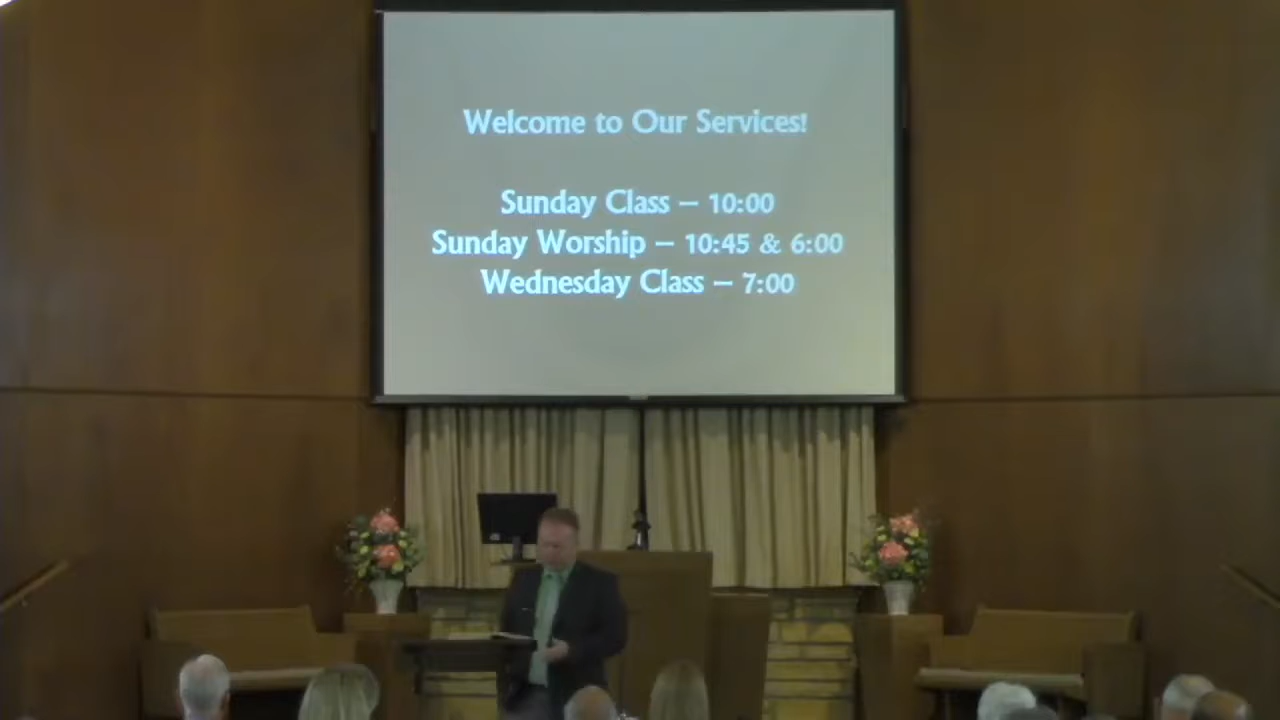 Welcome to Our Services!
Sunday Class – 10:00
Sunday Worship – 10:45 & 6:00
Wednesday Class – 7:00